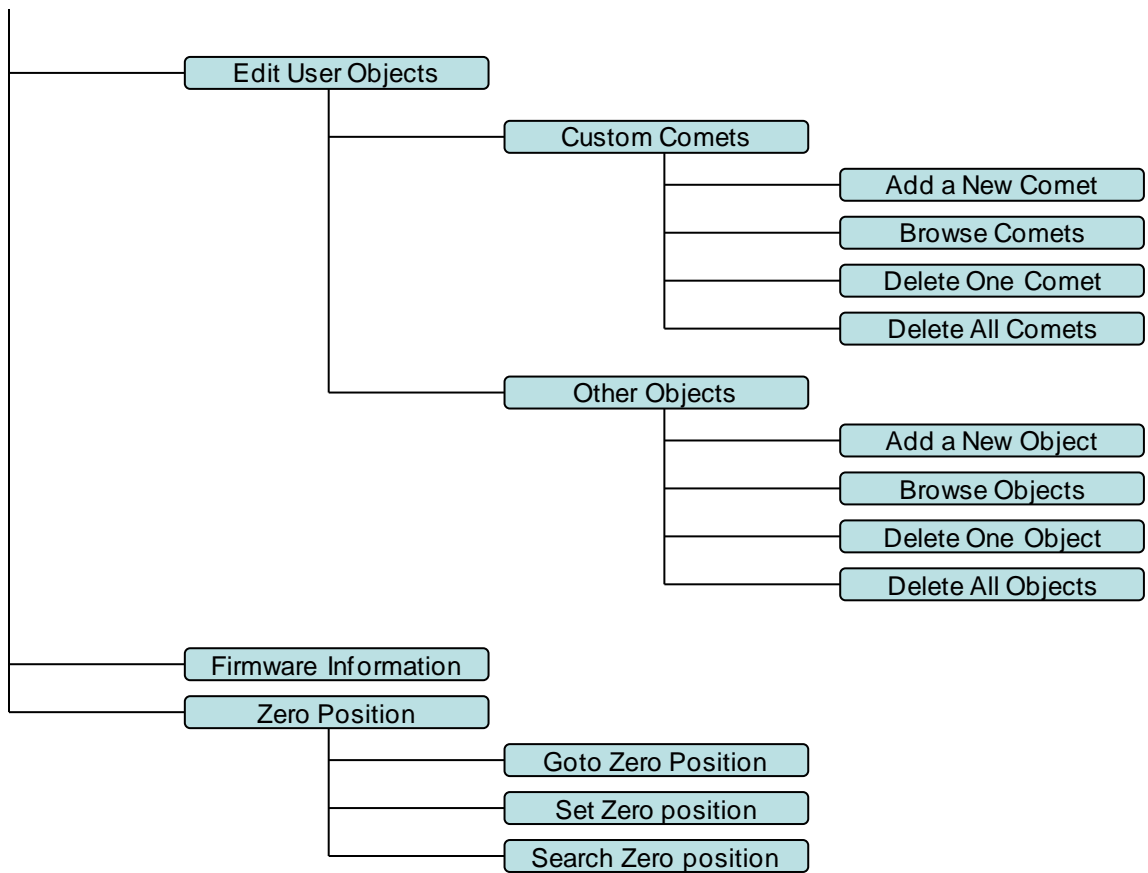 Edit User Objects
Custom Comets
Add a New Comet
Browse Comets
Delete One Comet
Delete All Comets
Other Objects
Add a New Object
Browse Objects
Delete One Object
Delete All Objects
Firmware Information
Zero Position
Goto Zero Position
Set Zero position
Search Zero position